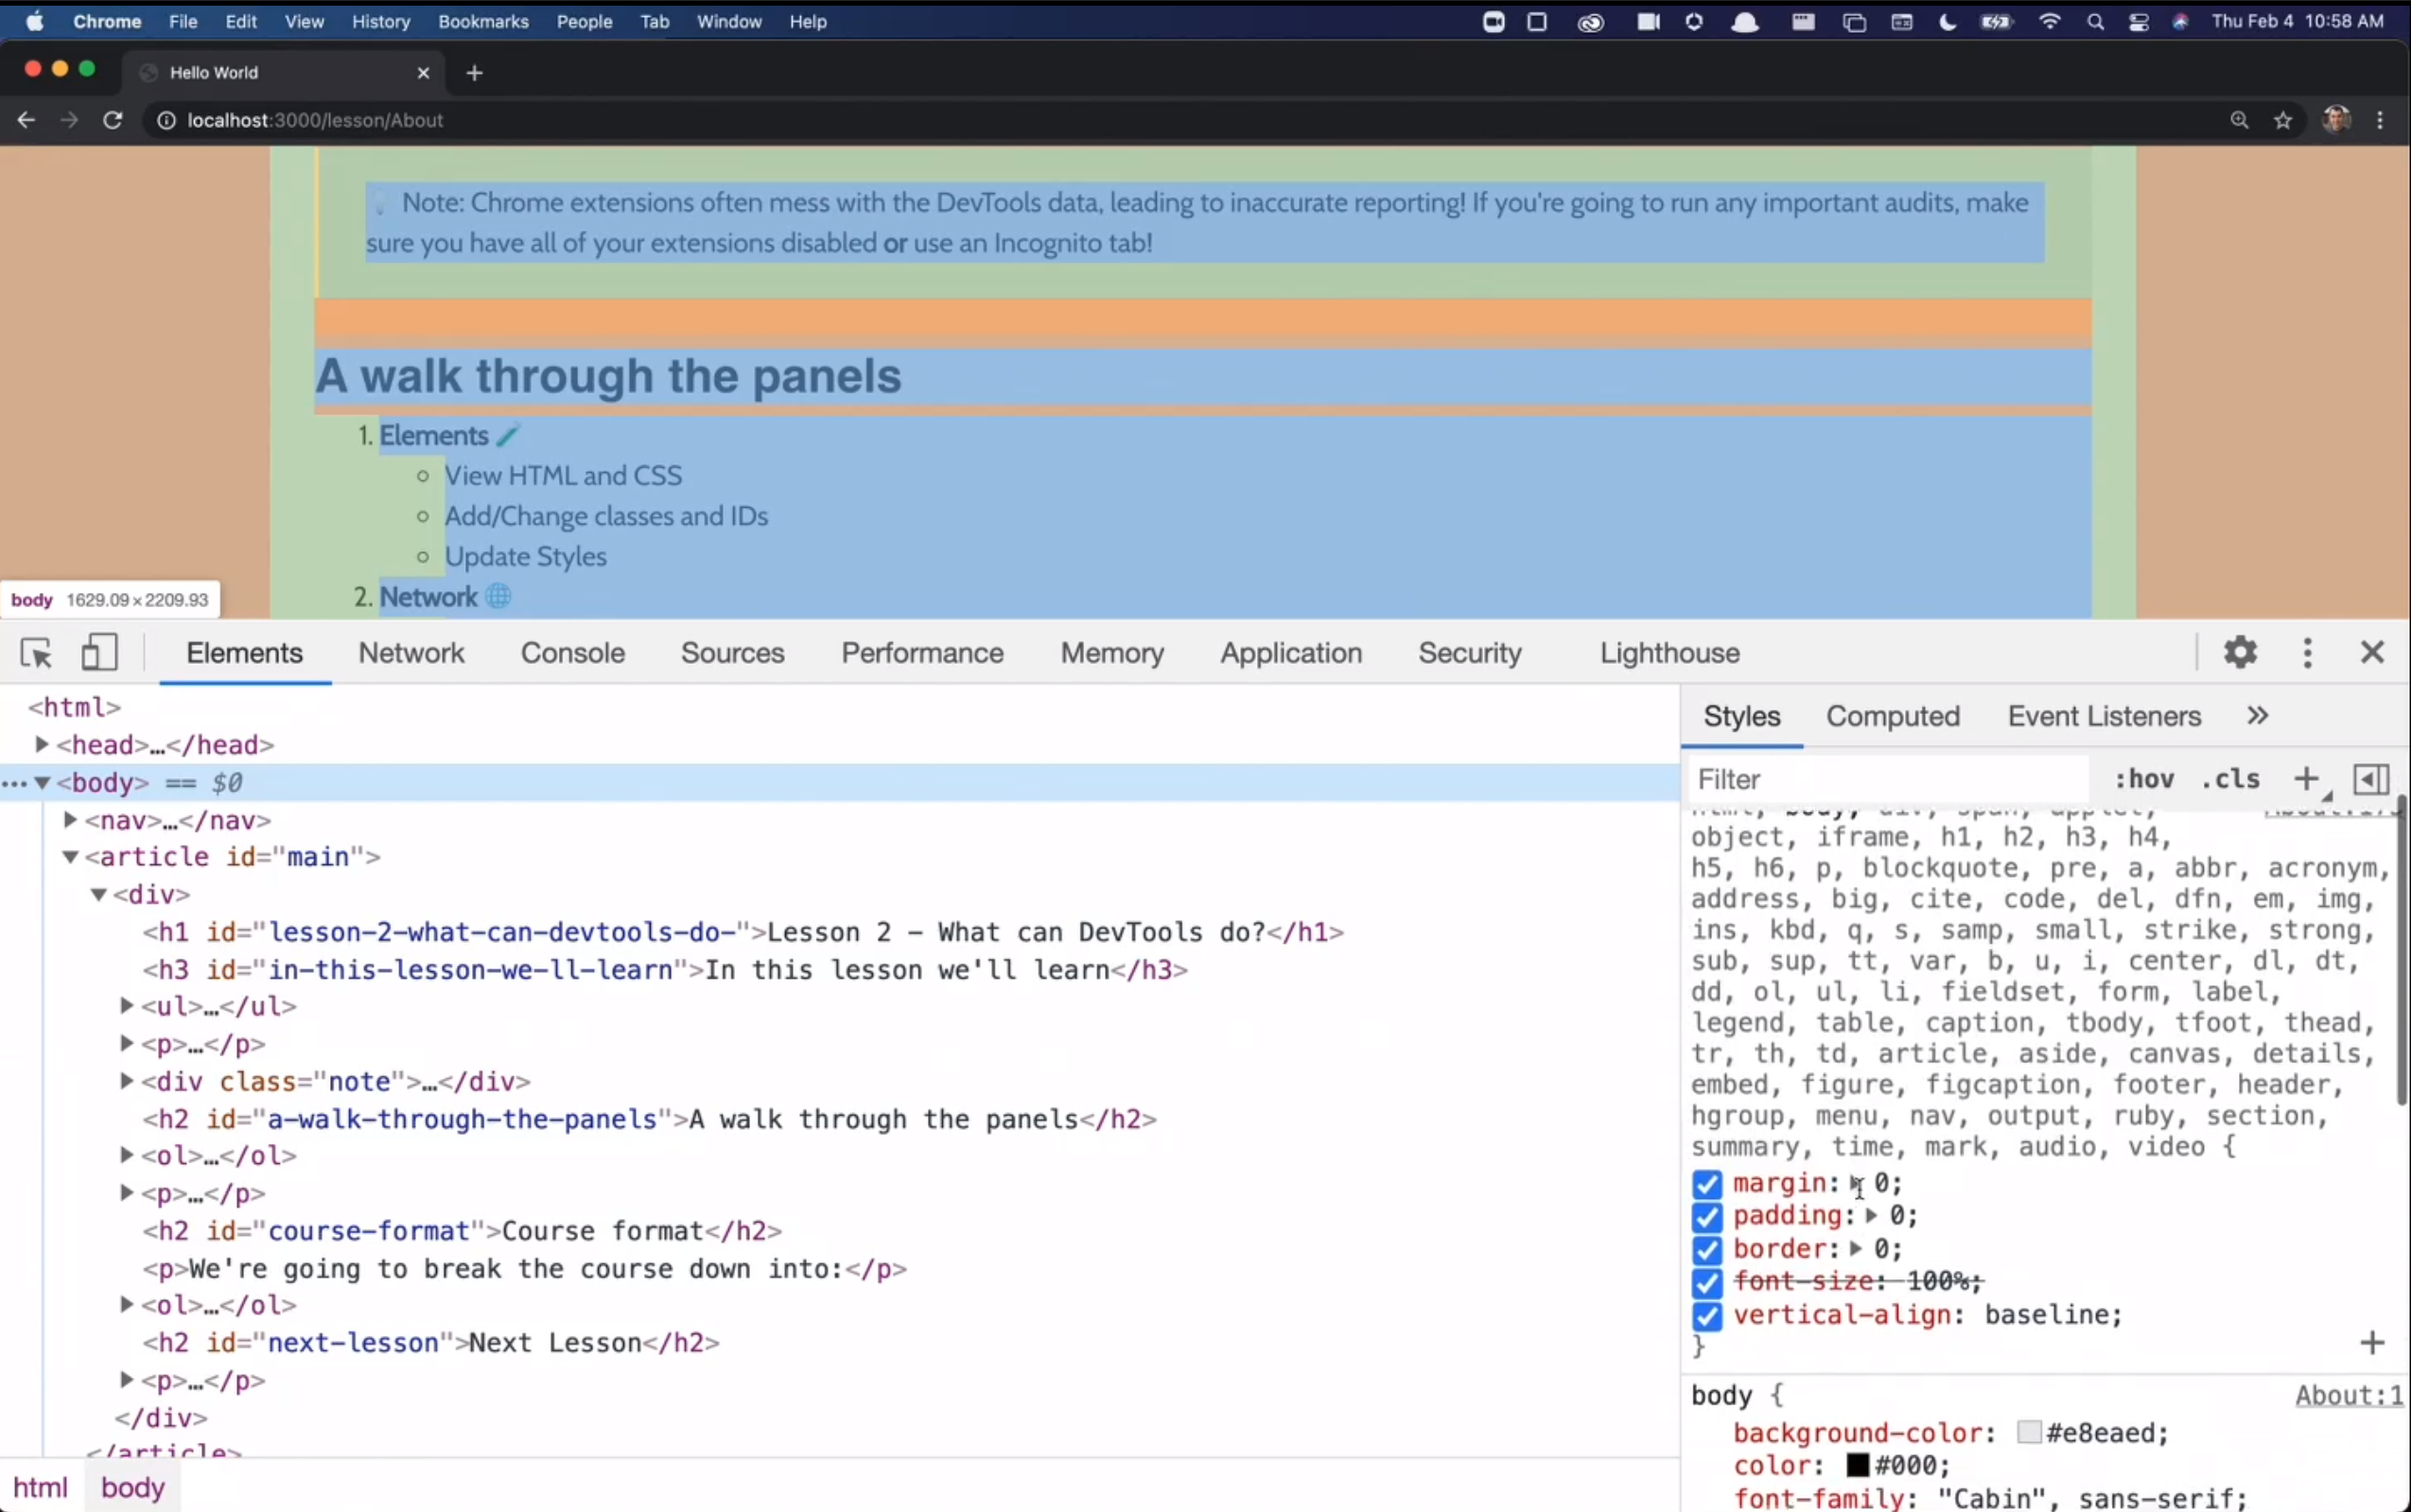 Chrome File Edit View History Bookmarks People Tab Window Help Thu Feb 4 10:58 AM
Hello World
localhost:3000/lesson/About
Note: Chrome extensions often mess with the DevTools data, leading to inaccurate reporting! If you're going to run any important audits, make
sure you have all of your extensions disabled or use an Incognito tab!
A walk through the panels
1. Elements
View HTML and CSS
Add/Change classes and IDs
Update Styles
2. Network
body 1629.09×2209.93
Elements Network Console Sources Performance Memory Application Security Lighthouse
<html>
<head>…</head>
<body> == $0
<nav>…</nav>
<article id="main">
<div>
<h1 id="lesson-2-what-can-devtools-do-">Lesson 2 - What can DevTools do?</h1>
<h3 id="in-this-lesson-we-ll-learn">In this lesson we'll learn</h3>
<ul>…</ul>
<p>…</p>
<div class="note">…</div>
<h2 id="a-walk-through-the-panels">A walk through the panels</h2>
<ol>…</ol>
<p>…</p>
<h2 id="course-format">Course format</h2>
<p>We're going to break the course down into:</p>
<ol>…</ol>
<h2 id="next-lesson">Next Lesson</h2>
<p>…</p>
</div>
</article>
html body
Styles Computed Event Listeners »
Filter :hov .cls +
html, body, div, span, applet,
object, iframe, h1, h2, h3, h4,
h5, h6, p, blockquote, pre, a, abbr, acronym,
address, big, cite, code, del, dfn, em, img,
ins, kbd, q, s, samp, small, strike, strong,
sub, sup, tt, var, b, u, i, center, dl, dt,
dd, ol, ul, li, fieldset, form, label,
legend, table, caption, tbody, tfoot, thead,
tr, th, td, article, aside, canvas, details,
embed, figure, figcaption, footer, header,
hgroup, menu, nav, output, ruby, section,
summary, time, mark, audio, video {
margin: 0;
padding: 0;
border: 0;
font-size: 100%;
vertical-align: baseline;
}
body { About:1
background-color: #e8eaed;
color: #000;
font-family: "Cabin", sans-serif;